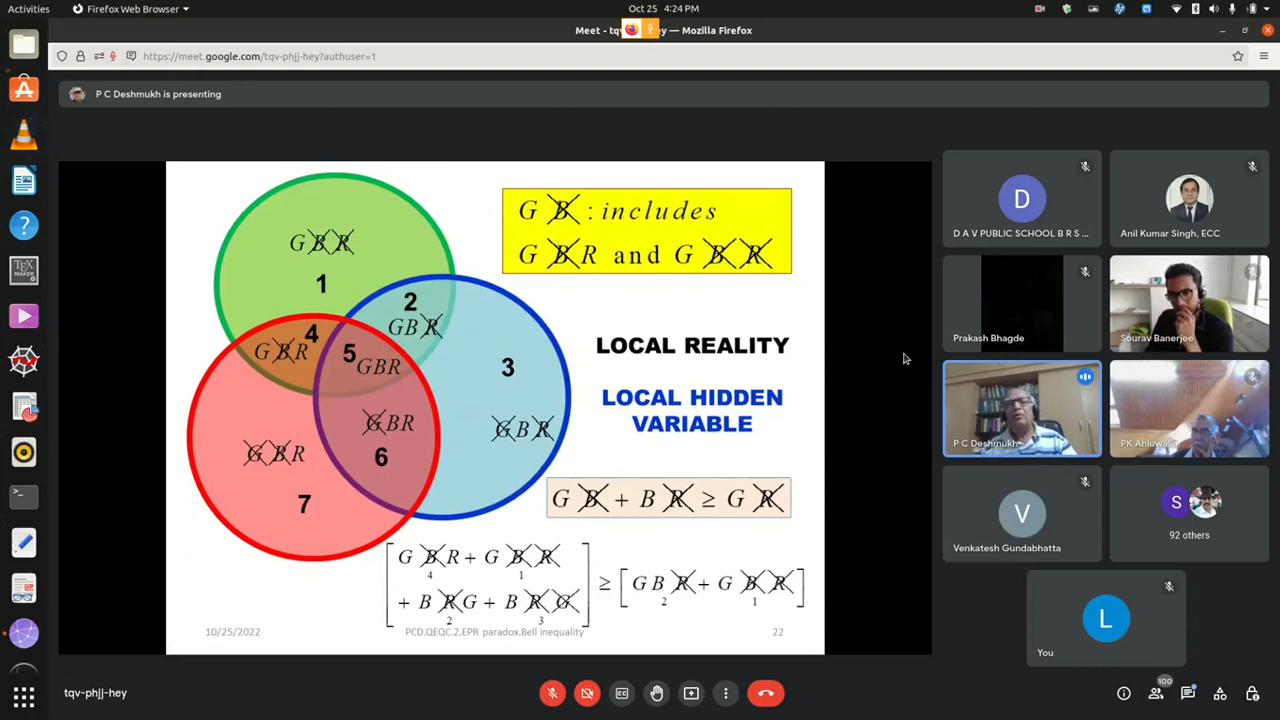 Activities
Firefox Web Browser
Oct 25 4:24 PM
Meet - tqv-phjj-hey — Mozilla Firefox
https://meet.google.com/tqv-phjj-hey?authuser=1
P C Deshmukh is presenting
G B R
1
2
G B R
4
G B R
5
G B R
3
G B R
G B R
6
G B R
7
G B : includes
G B R and G B R
LOCAL REALITY
LOCAL HIDDEN
VARIABLE
G B + B R ≥ G R
G B R + G B R
4 1
+ B R G + B R G
2 3
≥ [ G B R + G B R ]
2 1
10/25/2022
PCD.QEQC.2.EPR paradox.Bell inequality
22
D
D A V PUBLIC SCHOOL B R S ...
Anil Kumar Singh, ECC
Prakash Bhagde
Sourav Banerjee
P C Deshmukh
PK Ahluwalia
V
Venkatesh Gundabhatta
S
92 others
L
You
tqv-phjj-hey
100